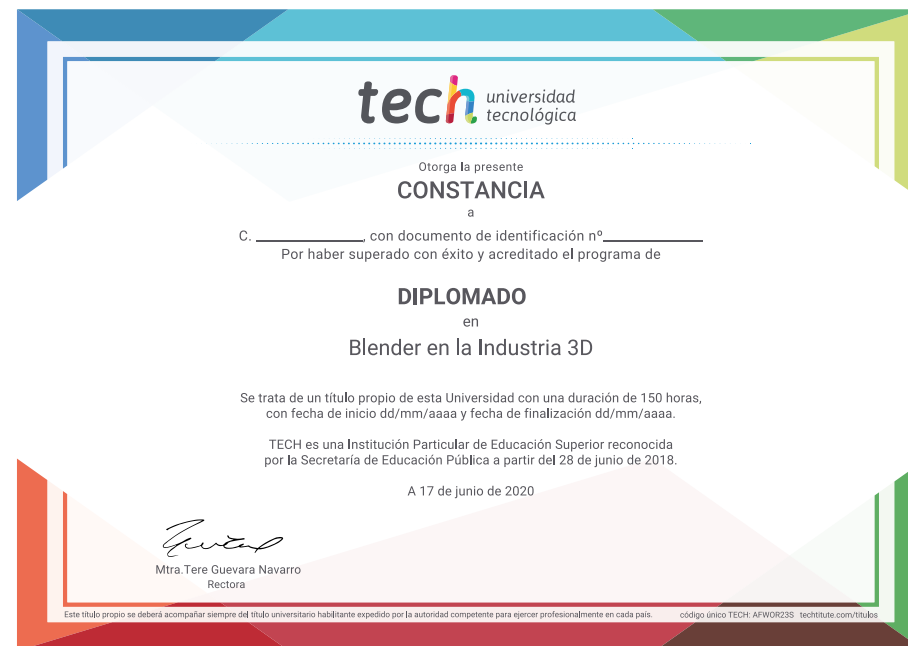 tech universidad
tecnológica
Otorga la presente
CONSTANCIA
a
C. ____________, con documento de identificación nº____________
Por haber superado con éxito y acreditado el programa de
DIPLOMADO
en
Blender en la Industria 3D
Se trata de un título propio de esta Universidad con una duración de 150 horas,
con fecha de inicio dd/mm/aaaa y fecha de finalización dd/mm/aaaa.
TECH es una Institución Particular de Educación Superior reconocida
por la Secretaría de Educación Pública a partir del 28 de junio de 2018.
A 17 de junio de 2020
Mtra.Tere Guevara Navarro
Rectora
Este título propio se deberá acompañar siempre del título universitario habilitante expedido por la autoridad competente para ejercer profesionalmente en cada país. código único TECH: AFWOR23S techtitute.com/titulos